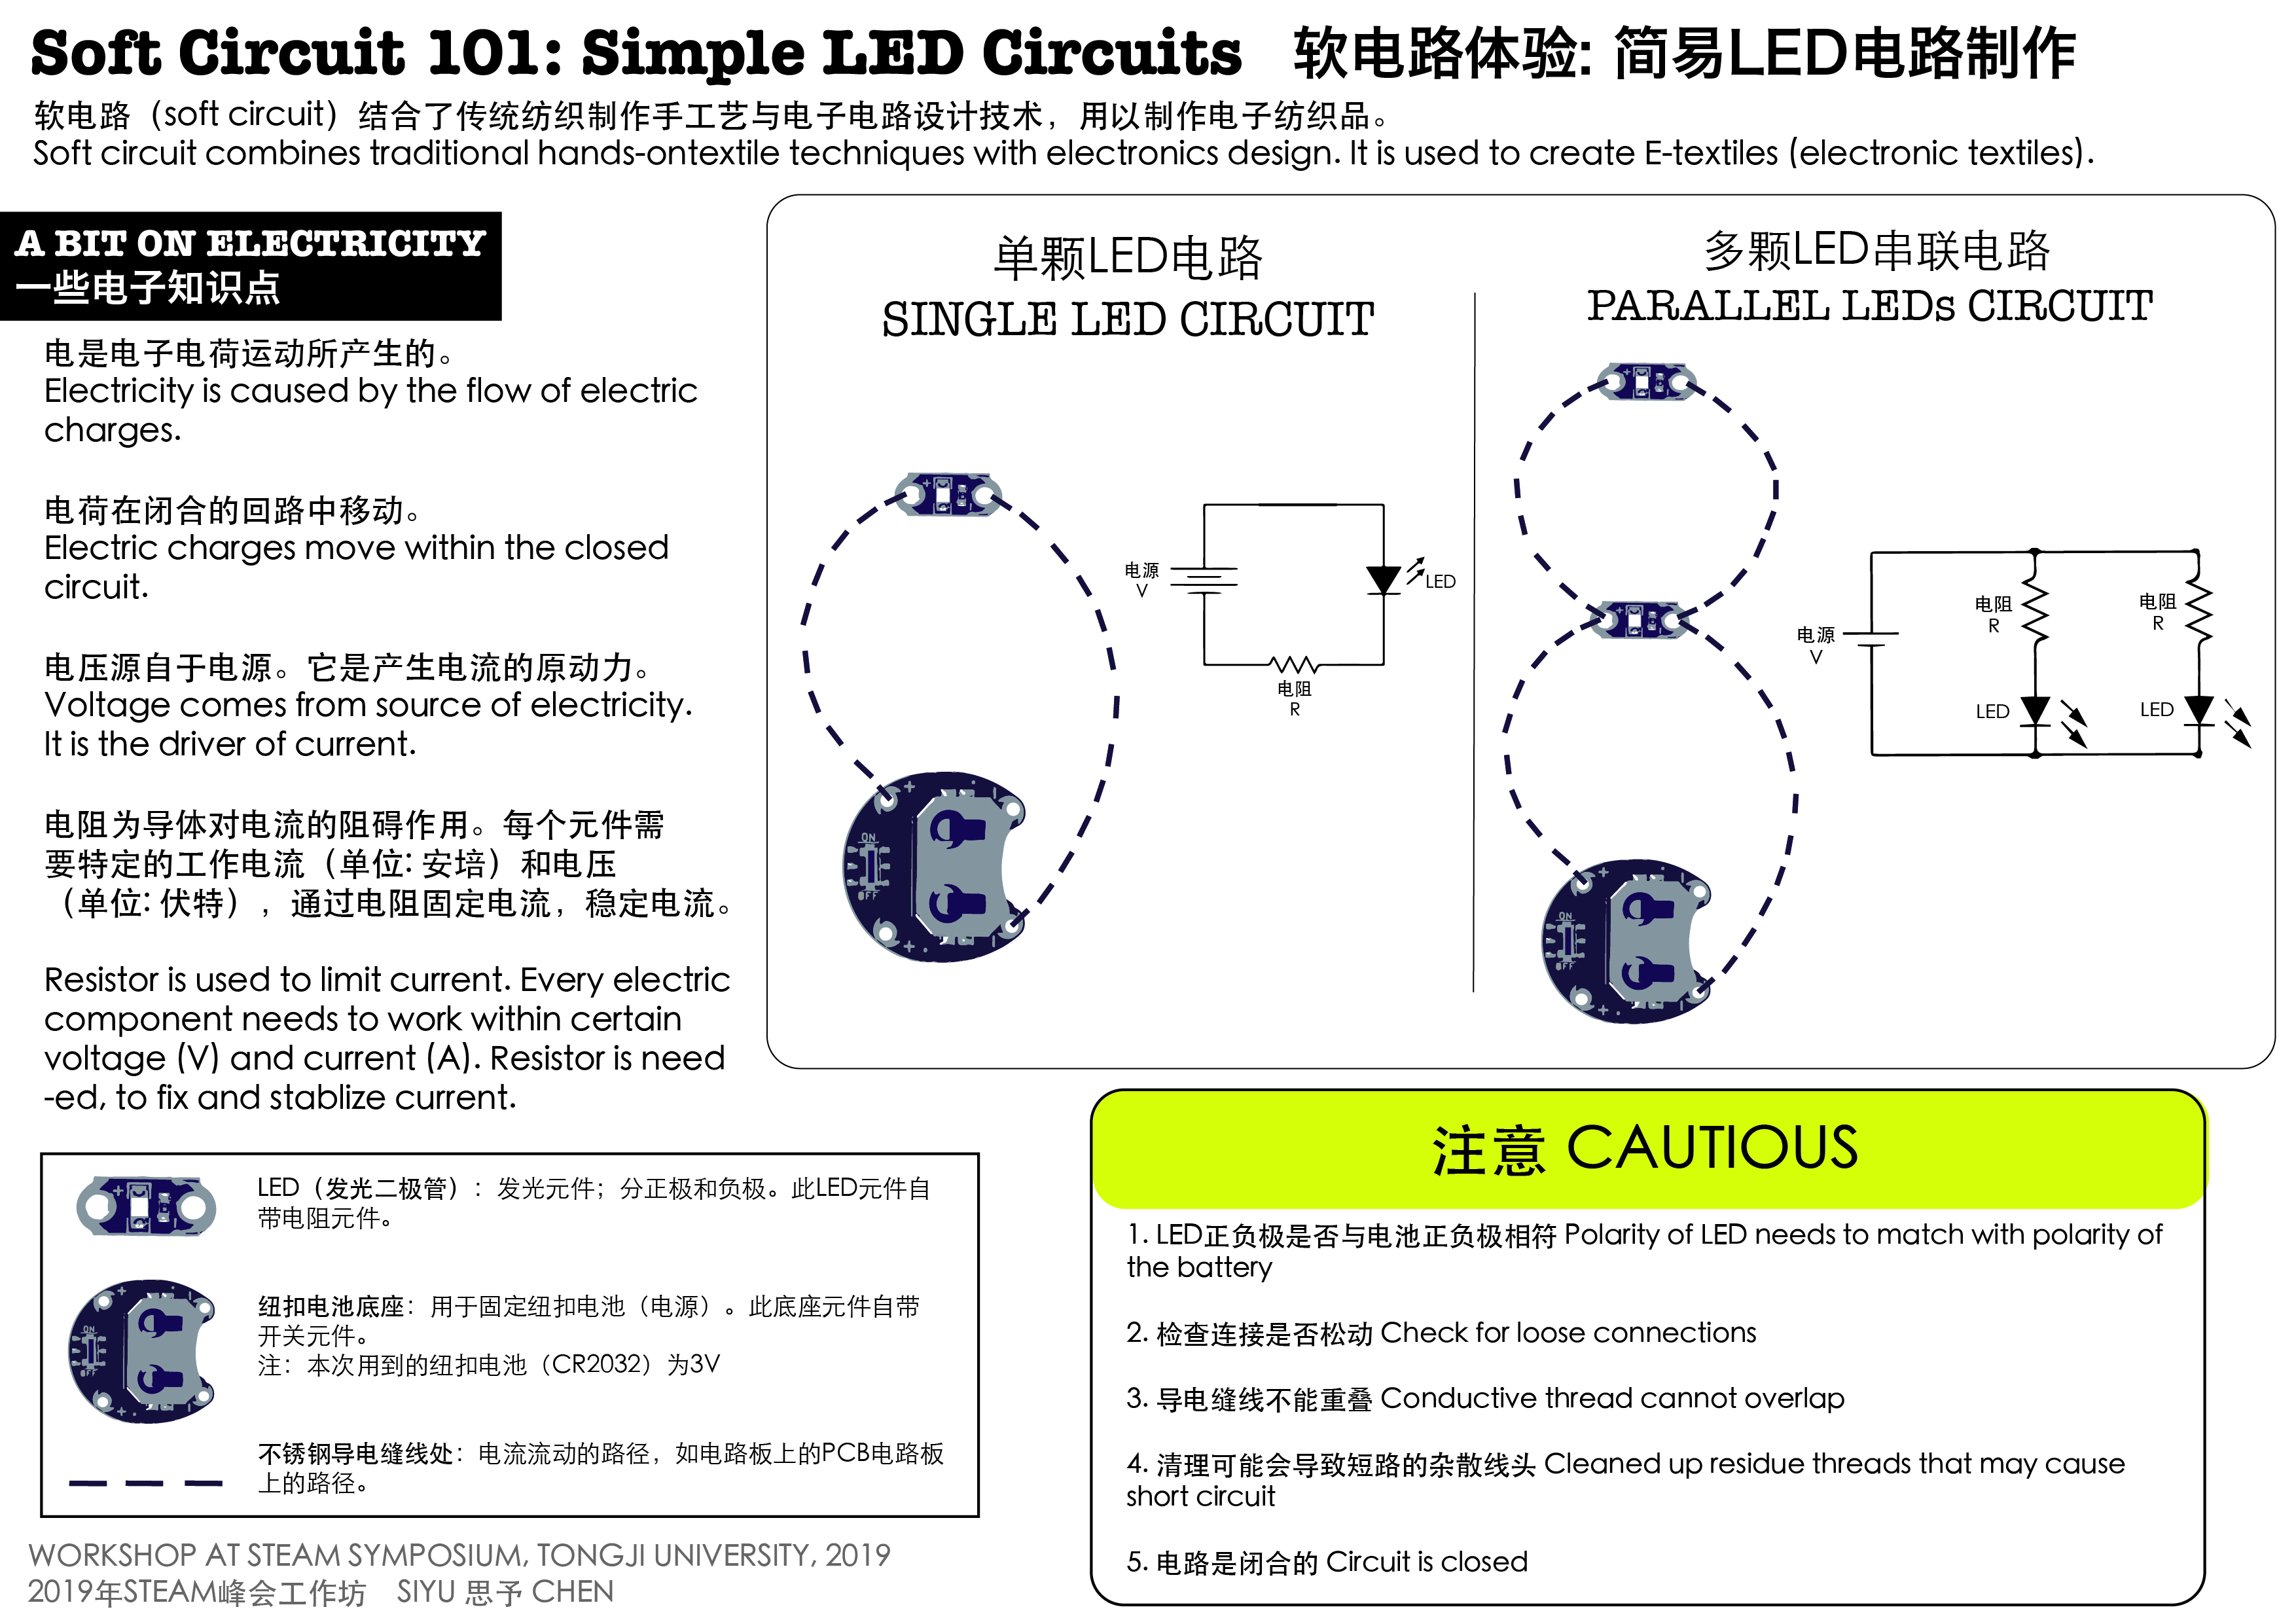 Soft Circuit 101: Simple LED Circuits 软电路体验: 简易LED电路制作
软电路（soft circuit）结合了传统纺织制作手工艺与电子电路设计技术，用以制作电子纺织品。
Soft circuit combines traditional hands-ontextile techniques with electronics design. It is used to create E-textiles (electronic textiles).
A BIT ON ELECTRICITY
一些电子知识点
电是电子电荷运动所产生的。
Electricity is caused by the flow of electric
charges.
电荷在闭合的回路中移动。
Electric charges move within the closed
circuit.
电压源自于电源。它是产生电流的原动力。
Voltage comes from source of electricity.
It is the driver of current.
电阻为导体对电流的阻碍作用。每个元件需
要特定的工作电流（单位: 安培）和电压
（单位: 伏特），通过电阻固定电流，稳定电流。
Resistor is used to limit current. Every electric
component needs to work within certain
voltage (V) and current (A). Resistor is need
-ed, to fix and stablize current.
单颗LED电路
SINGLE LED CIRCUIT
电源
V
LED
电阻
R
ON
OFF
多颗LED串联电路
PARALLEL LEDs CIRCUIT
电源
V
电阻
R
电阻
R
LED
LED
ON
OFF
LED（发光二极管）：发光元件；分正极和负极。此LED元件自
带电阻元件。
ON
OFF
纽扣电池底座：用于固定纽扣电池（电源）。此底座元件自带
开关元件。
注：本次用到的纽扣电池（CR2032）为3V
不锈钢导电缝线处：电流流动的路径，如电路板上的PCB电路板
上的路径。
注意 CAUTIOUS
1. LED正负极是否与电池正负极相符 Polarity of LED needs to match with polarity of
the battery
2. 检查连接是否松动 Check for loose connections
3. 导电缝线不能重叠 Conductive thread cannot overlap
4. 清理可能会导致短路的杂散线头 Cleaned up residue threads that may cause
short circuit
5. 电路是闭合的 Circuit is closed
WORKSHOP AT STEAM SYMPOSIUM, TONGJI UNIVERSITY, 2019
2019年STEAM峰会工作坊 SIYU 思予 CHEN